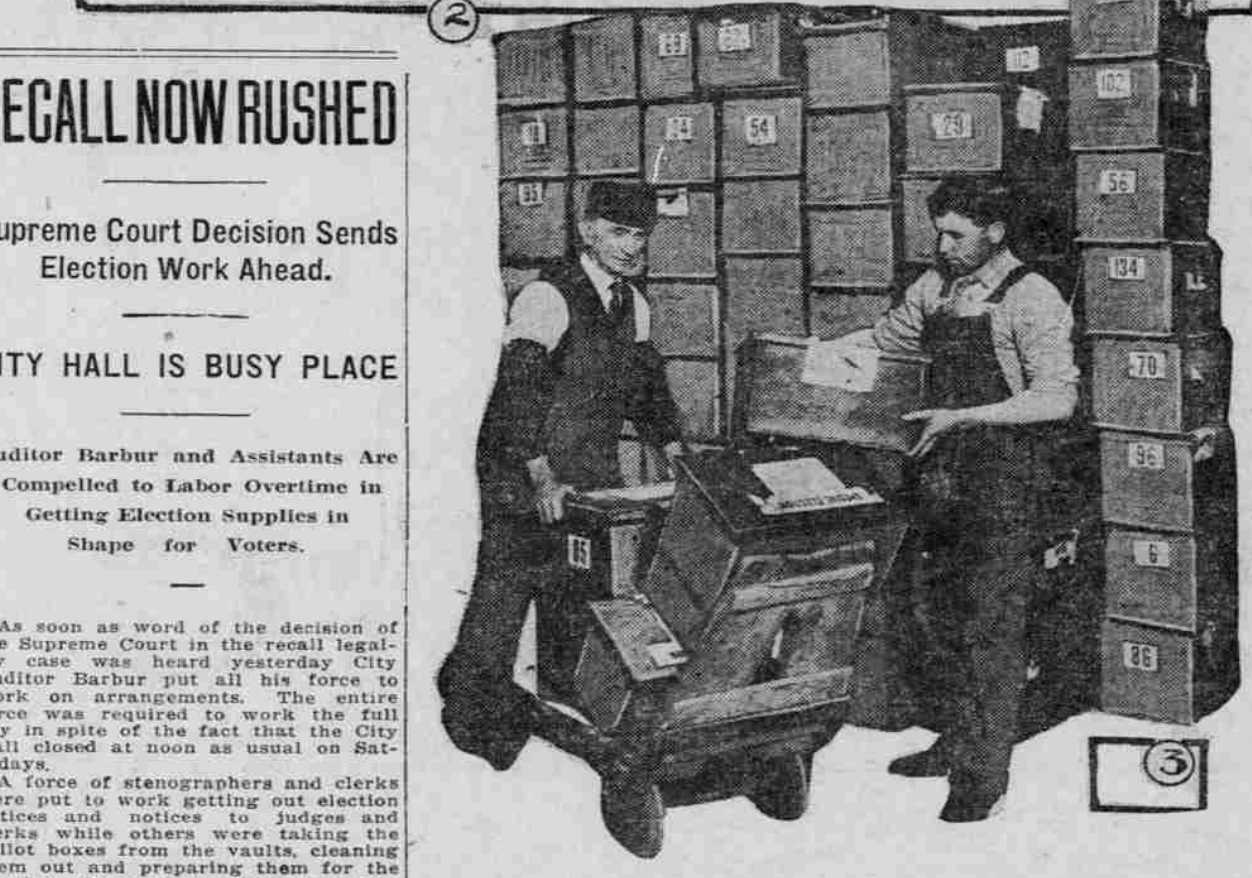 ECALL NOW RUSHED
upreme Court Decision Sends
Election Work Ahead.
ITY HALL IS BUSY PLACE
uditor Barbur and Assistants Are
Compelled to Labor Overtime in
Getting Election Supplies in
Shape for Voters.
As soon as word of the decision of
e Supreme Court in the recall legal-
y case was heard yesterday City
uditor Barbur put all his force to
ork on arrangements. The entire
rce was required to work the full
y in spite of the fact that the City
all closed at noon as usual on Sat-
days.
A force of stenographers and clerks
ere put to work getting out election
tices and notices to judges and
erks while others were taking the
llot boxes from the vaults, cleaning
em out and preparing them for the
2
69
112
102
18
24
54
29
95
56
134
70
96
85
6
86
3